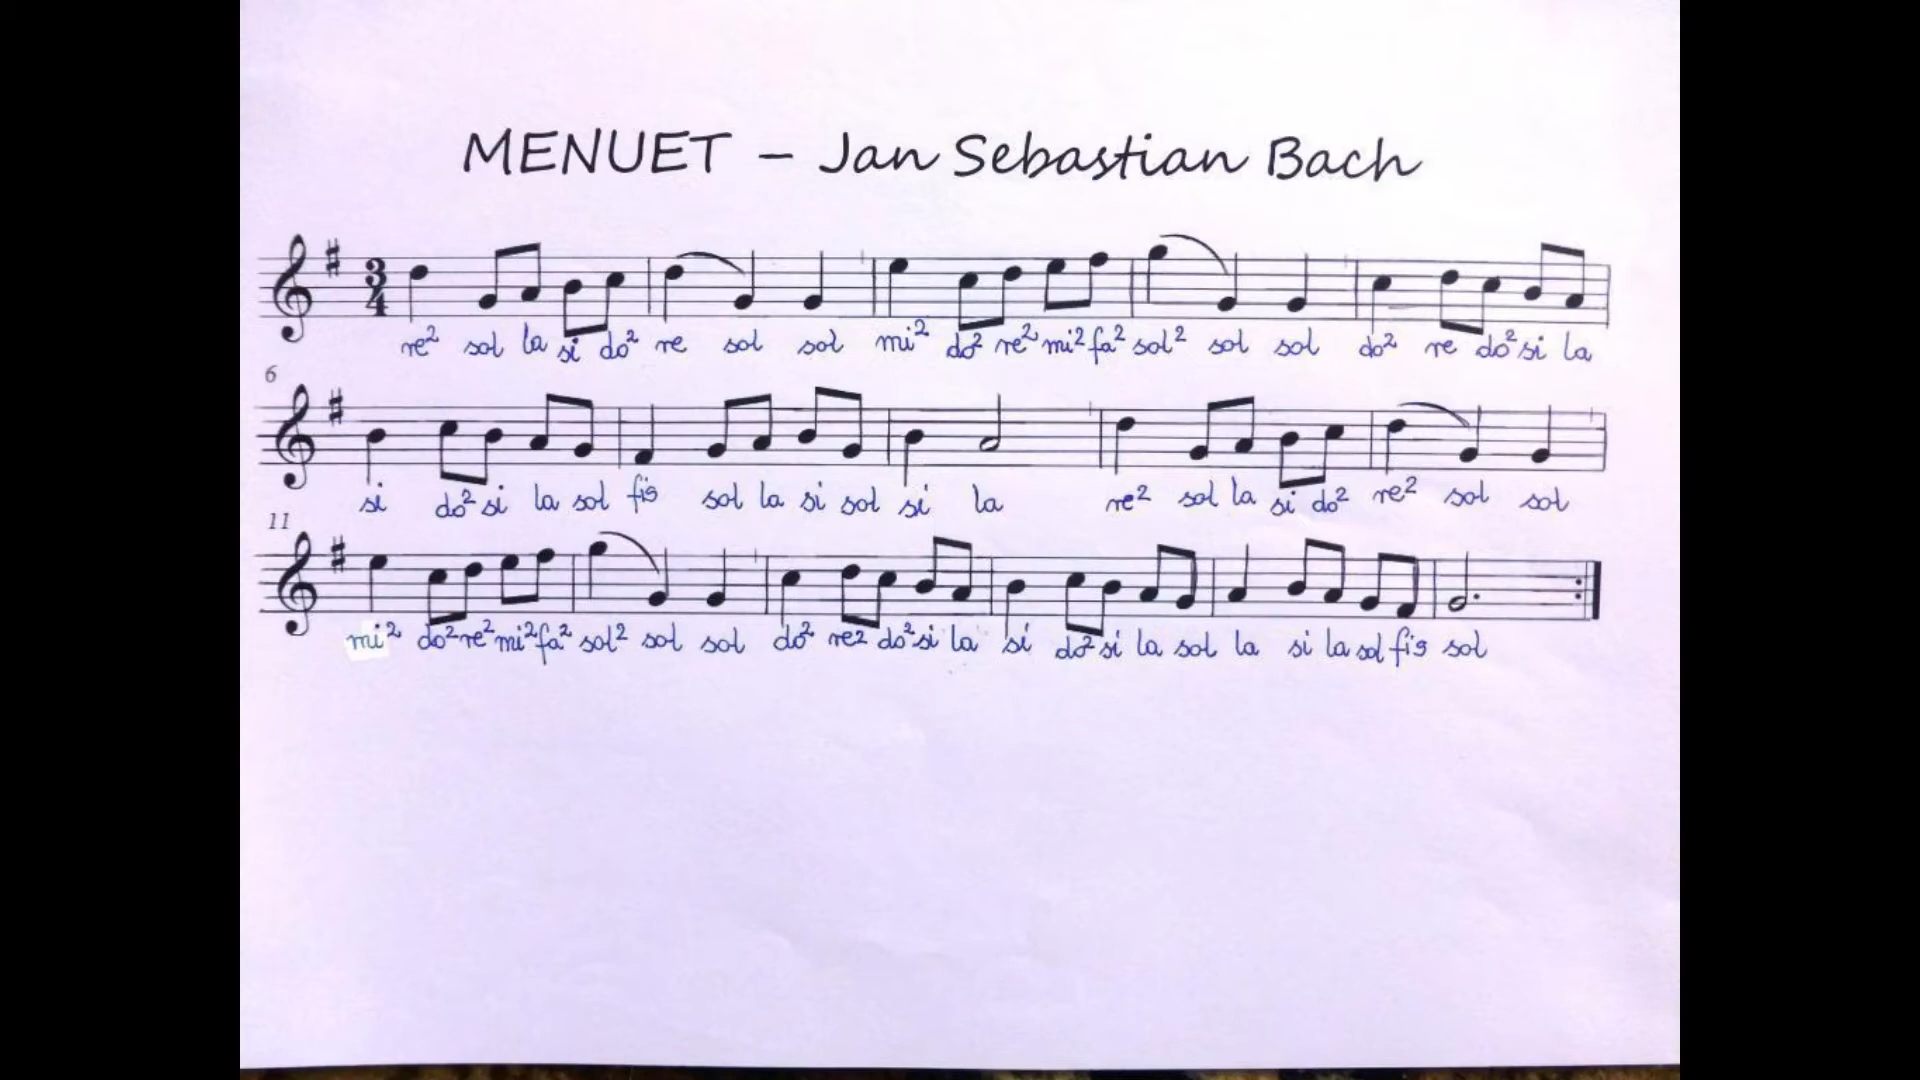 MENUET – Jan Sebastian Bach
3 4
re² sol la si do² re sol sol mi² do² re² mi² fa² sol² sol sol do² re do² si la
6
si do² si la sol fis sol la si sol si la re² sol la si do² re² sol sol
11
mi² do² re² mi² fa² sol² sol sol do² re2 do² si la si do² si la sol la si la sol fis sol